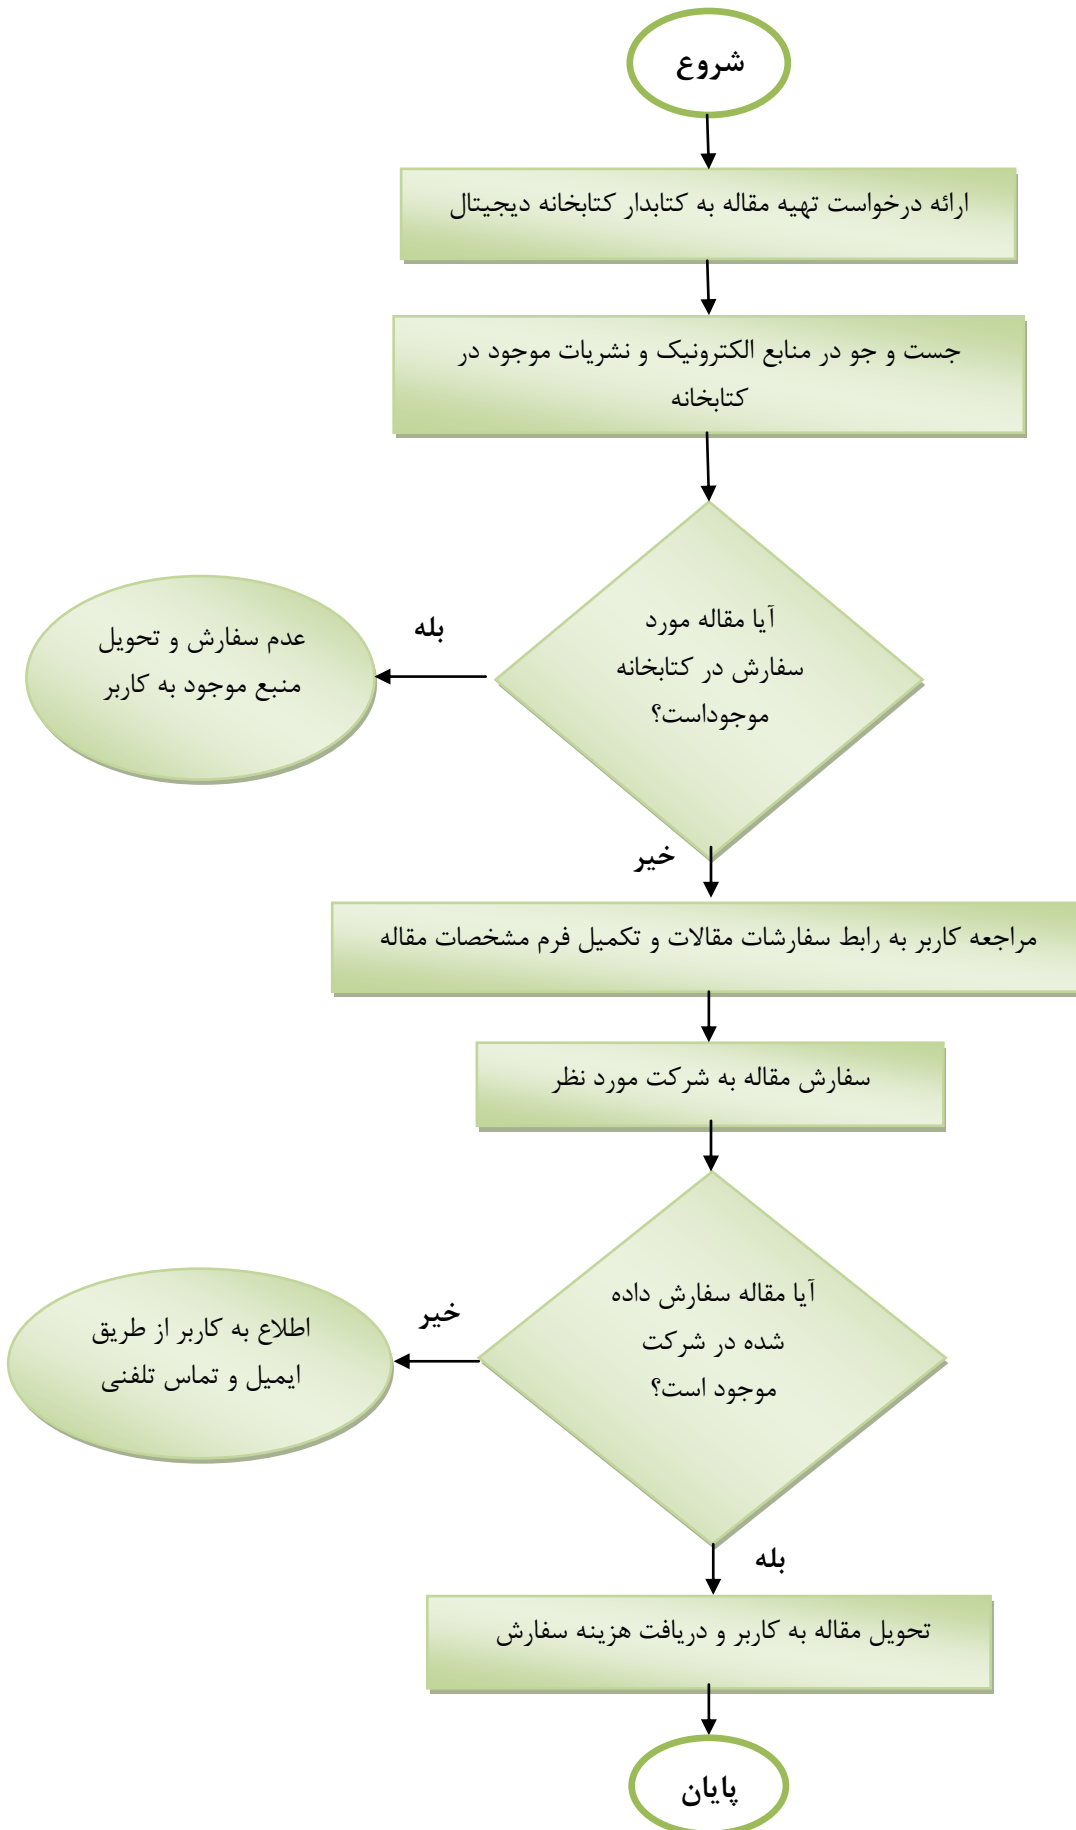 شروع
ارائه درخواست تهیه مقاله به کتابدار کتابخانه دیجیتال
جست و جو در منابع الکترونیک و نشریات موجود در
کتابخانه
آیا مقاله مورد
سفارش در کتابخانه
موجوداست؟
بله
عدم سفارش و تحویل
منبع موجود به کاربر
خیر
مراجعه کاربر به رابط سفارشات مقالات و تکمیل فرم مشخصات مقاله
سفارش مقاله به شرکت مورد نظر
آیا مقاله سفارش داده
شده در شرکت
موجود است؟
خیر
اطلاع به کاربر از طریق
ایمیل و تماس تلفنی
بله
تحویل مقاله به کاربر و دریافت هزینه سفارش
پایان